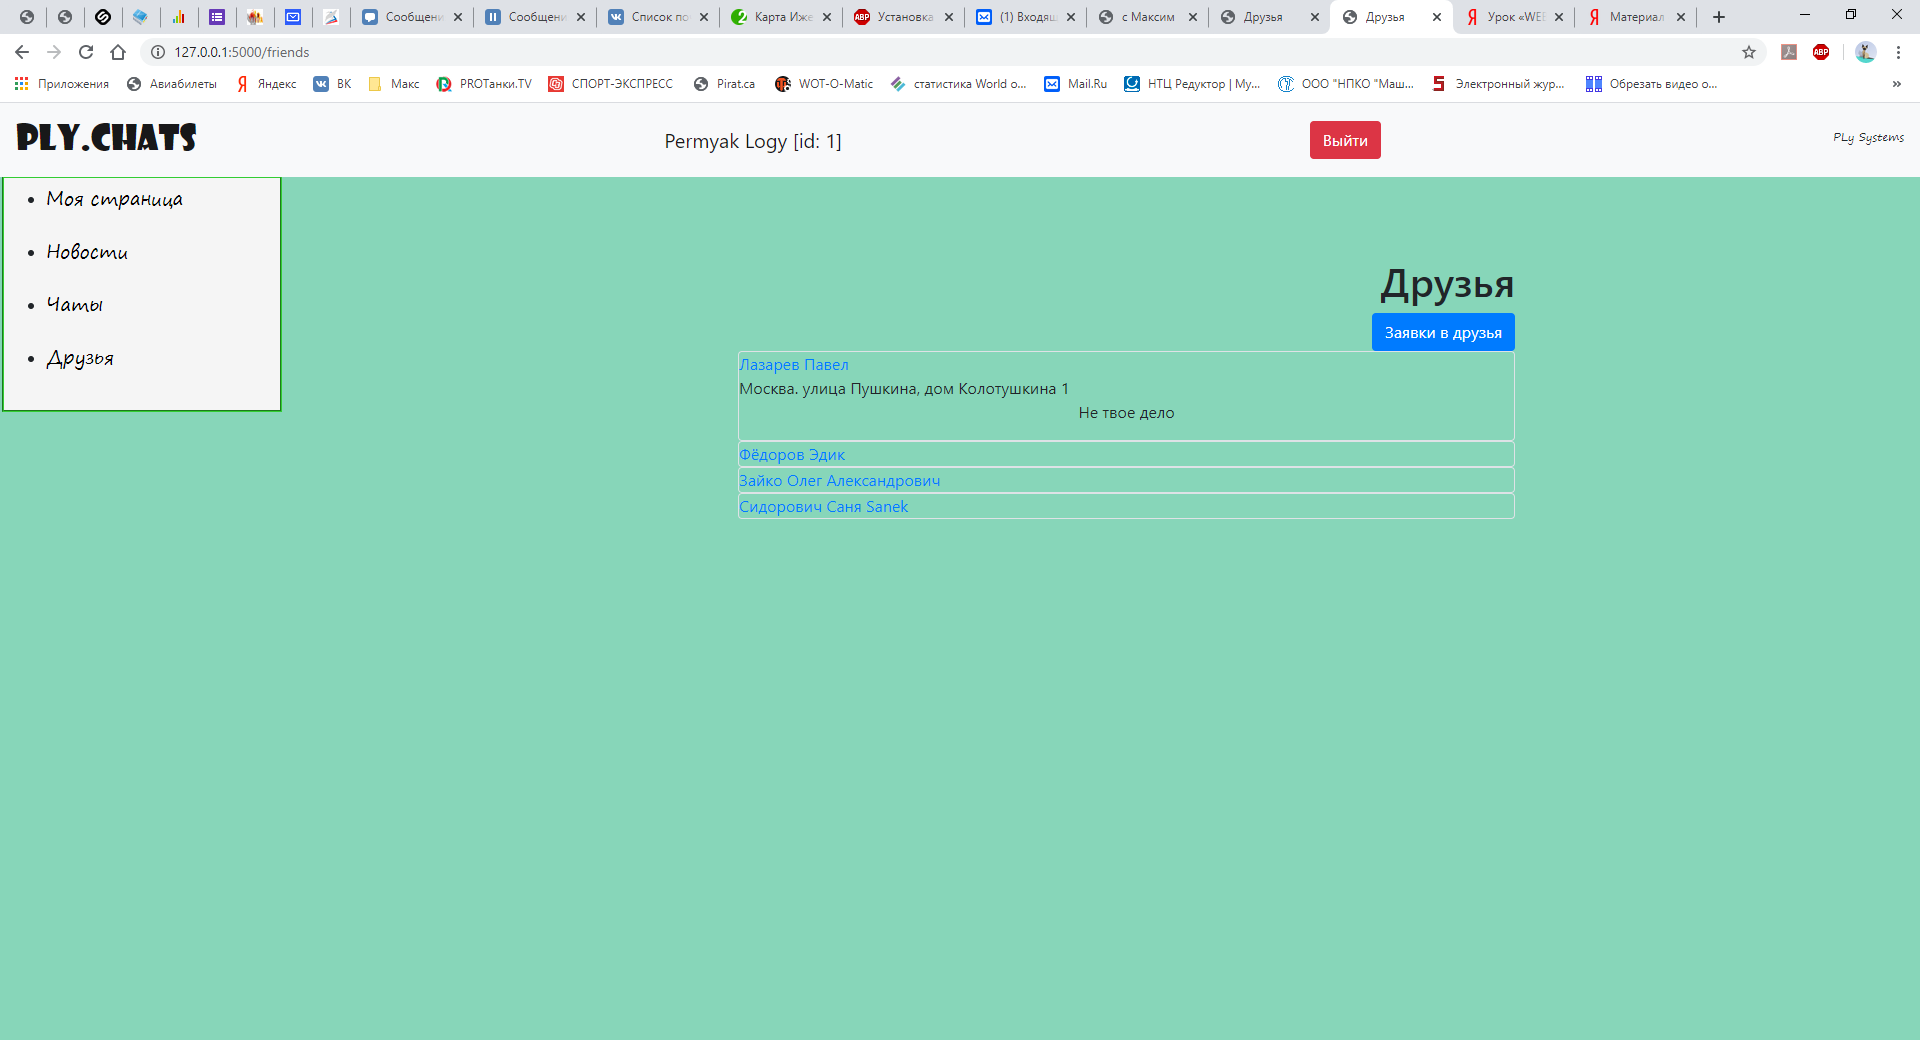 Сообщени
Сообщени
Список по
Карта Иже
Установка
(1) Входящ
с Максим
Друзья
Друзья
Урок «WEB
Материал
127.0.0.1:5000/friends
Приложения
Авиабилеты
Яндекс
ВК
Макс
PROТанки.TV
СПОРТ-ЭКСПРЕСС
Pirat.ca
WOT-O-Matic
статистика World o...
Mail.Ru
НТЦ Редуктор | Му...
ООО "НПКО "Маш...
Электронный жур...
Обрезать видео о...
PLY.CHATS
Permyak Logy [id: 1]
Выйти
PLy Systems
Моя страница
Новости
Чаты
Друзья
Друзья
Заявки в друзья
Лазарев Павел
Москва. улица Пушкина, дом Колотушкина 1
Не твое дело
Фёдоров Эдик
Зайко Олег Александрович
Сидорович Саня Sanek